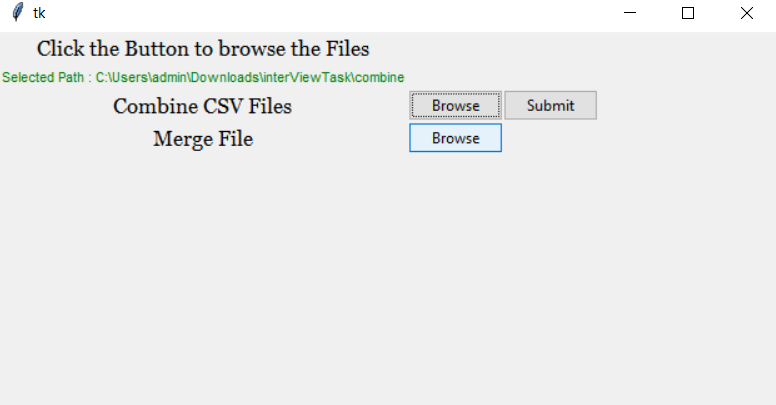 tk
Click the Button to browse the Files
Selected Path : C:\Users\admin\Downloads\interViewTask\combine
Combine CSV Files Browse Submit
Merge File Browse